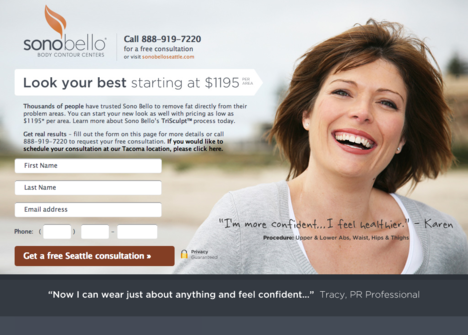 sonobello
BODY CONTOUR CENTERS
Call 888-919-7220
for a free consultation
or visit sonobelloseattle.com
Look your best starting at $1195 PER AREA
Thousands of people have trusted Sono Bello to remove fat directly from their
problem areas. You can start your new look as well with pricing as low as
$1195* per area. Learn more about Sono Bello's TriSculpt™ process today.
Get real results – fill out the form on this page for more details or call
888-919-7220 to request your free consultation. If you would like to
schedule your consultation at our Tacoma location, please click here.
First Name
Last Name
Email address
Phone: ( ) -
"I'm more confident...I feel healthier." - Karen
Procedure: Upper & Lower Abs, Waist, Hips & Thighs
Get a free Seattle consultation »
Privacy
Guaranteed
"Now I can wear just about anything and feel confident..." Tracy, PR Professional